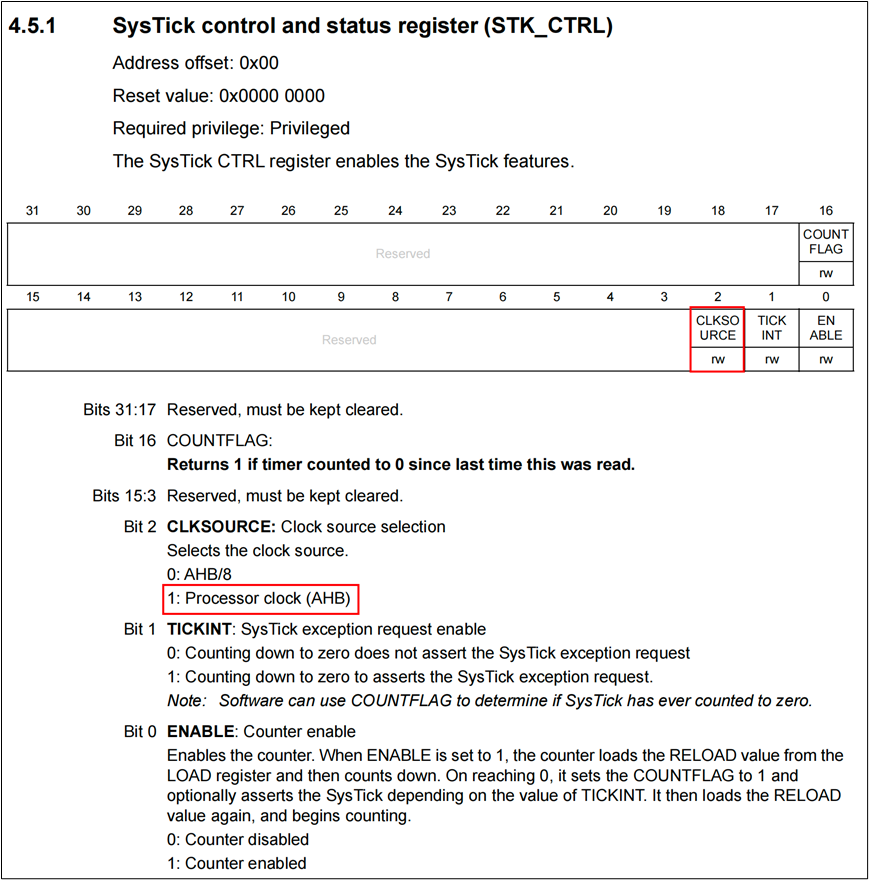 4.5.1 SysTick control and status register (STK_CTRL)
Address offset: 0x00
Reset value: 0x0000 0000
Required privilege: Privileged
The SysTick CTRL register enables the SysTick features.
31 30 29 28 27 26 25 24 23 22 21 20 19 18 17 16
Reserved
COUNT
FLAG
rw
15 14 13 12 11 10 9 8 7 6 5 4 3 2 1 0
Reserved
CLKSO TICK EN
URCE INT ABLE
rw rw rw
Bits 31:17 Reserved, must be kept cleared.
Bit 16 COUNTFLAG:
Returns 1 if timer counted to 0 since last time this was read.
Bits 15:3 Reserved, must be kept cleared.
Bit 2 CLKSOURCE: Clock source selection
Selects the clock source.
0: AHB/8
1: Processor clock (AHB)
Bit 1 TICKINT: SysTick exception request enable
0: Counting down to zero does not assert the SysTick exception request
1: Counting down to zero to asserts the SysTick exception request.
Note: Software can use COUNTFLAG to determine if SysTick has ever counted to zero.
Bit 0 ENABLE: Counter enable
Enables the counter. When ENABLE is set to 1, the counter loads the RELOAD value from the
LOAD register and then counts down. On reaching 0, it sets the COUNTFLAG to 1 and
optionally asserts the SysTick depending on the value of TICKINT. It then loads the RELOAD
value again, and begins counting.
0: Counter disabled
1: Counter enabled